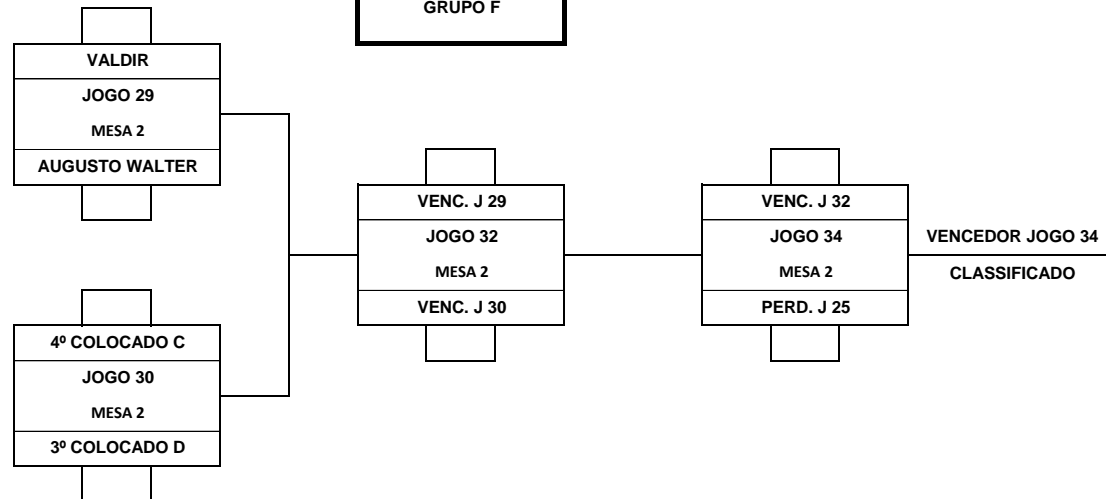 GRUPO F
VALDIR
JOGO 29
MESA 2
AUGUSTO WALTER
4º COLOCADO C
JOGO 30
MESA 2
3º COLOCADO D
VENC. J 29
JOGO 32
MESA 2
VENC. J 30
VENC. J 32
JOGO 34
MESA 2
PERD. J 25
VENCEDOR JOGO 34
CLASSIFICADO